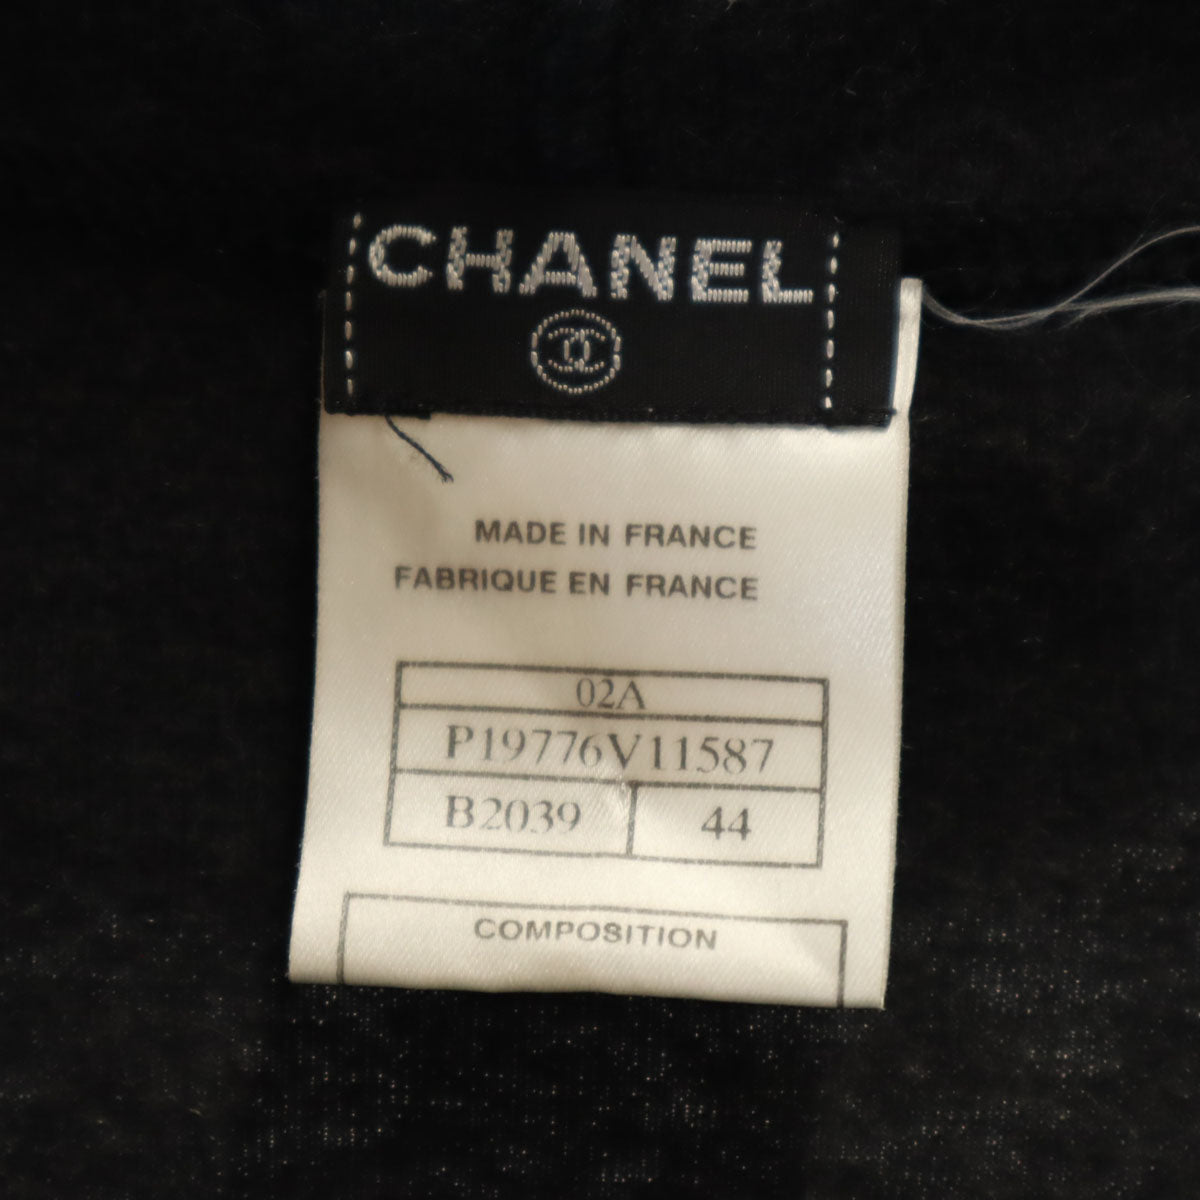 CHANEL
MADE IN FRANCE
FABRIQUE EN FRANCE
02A
P19776V11587
B2039 44
COMPOSITION